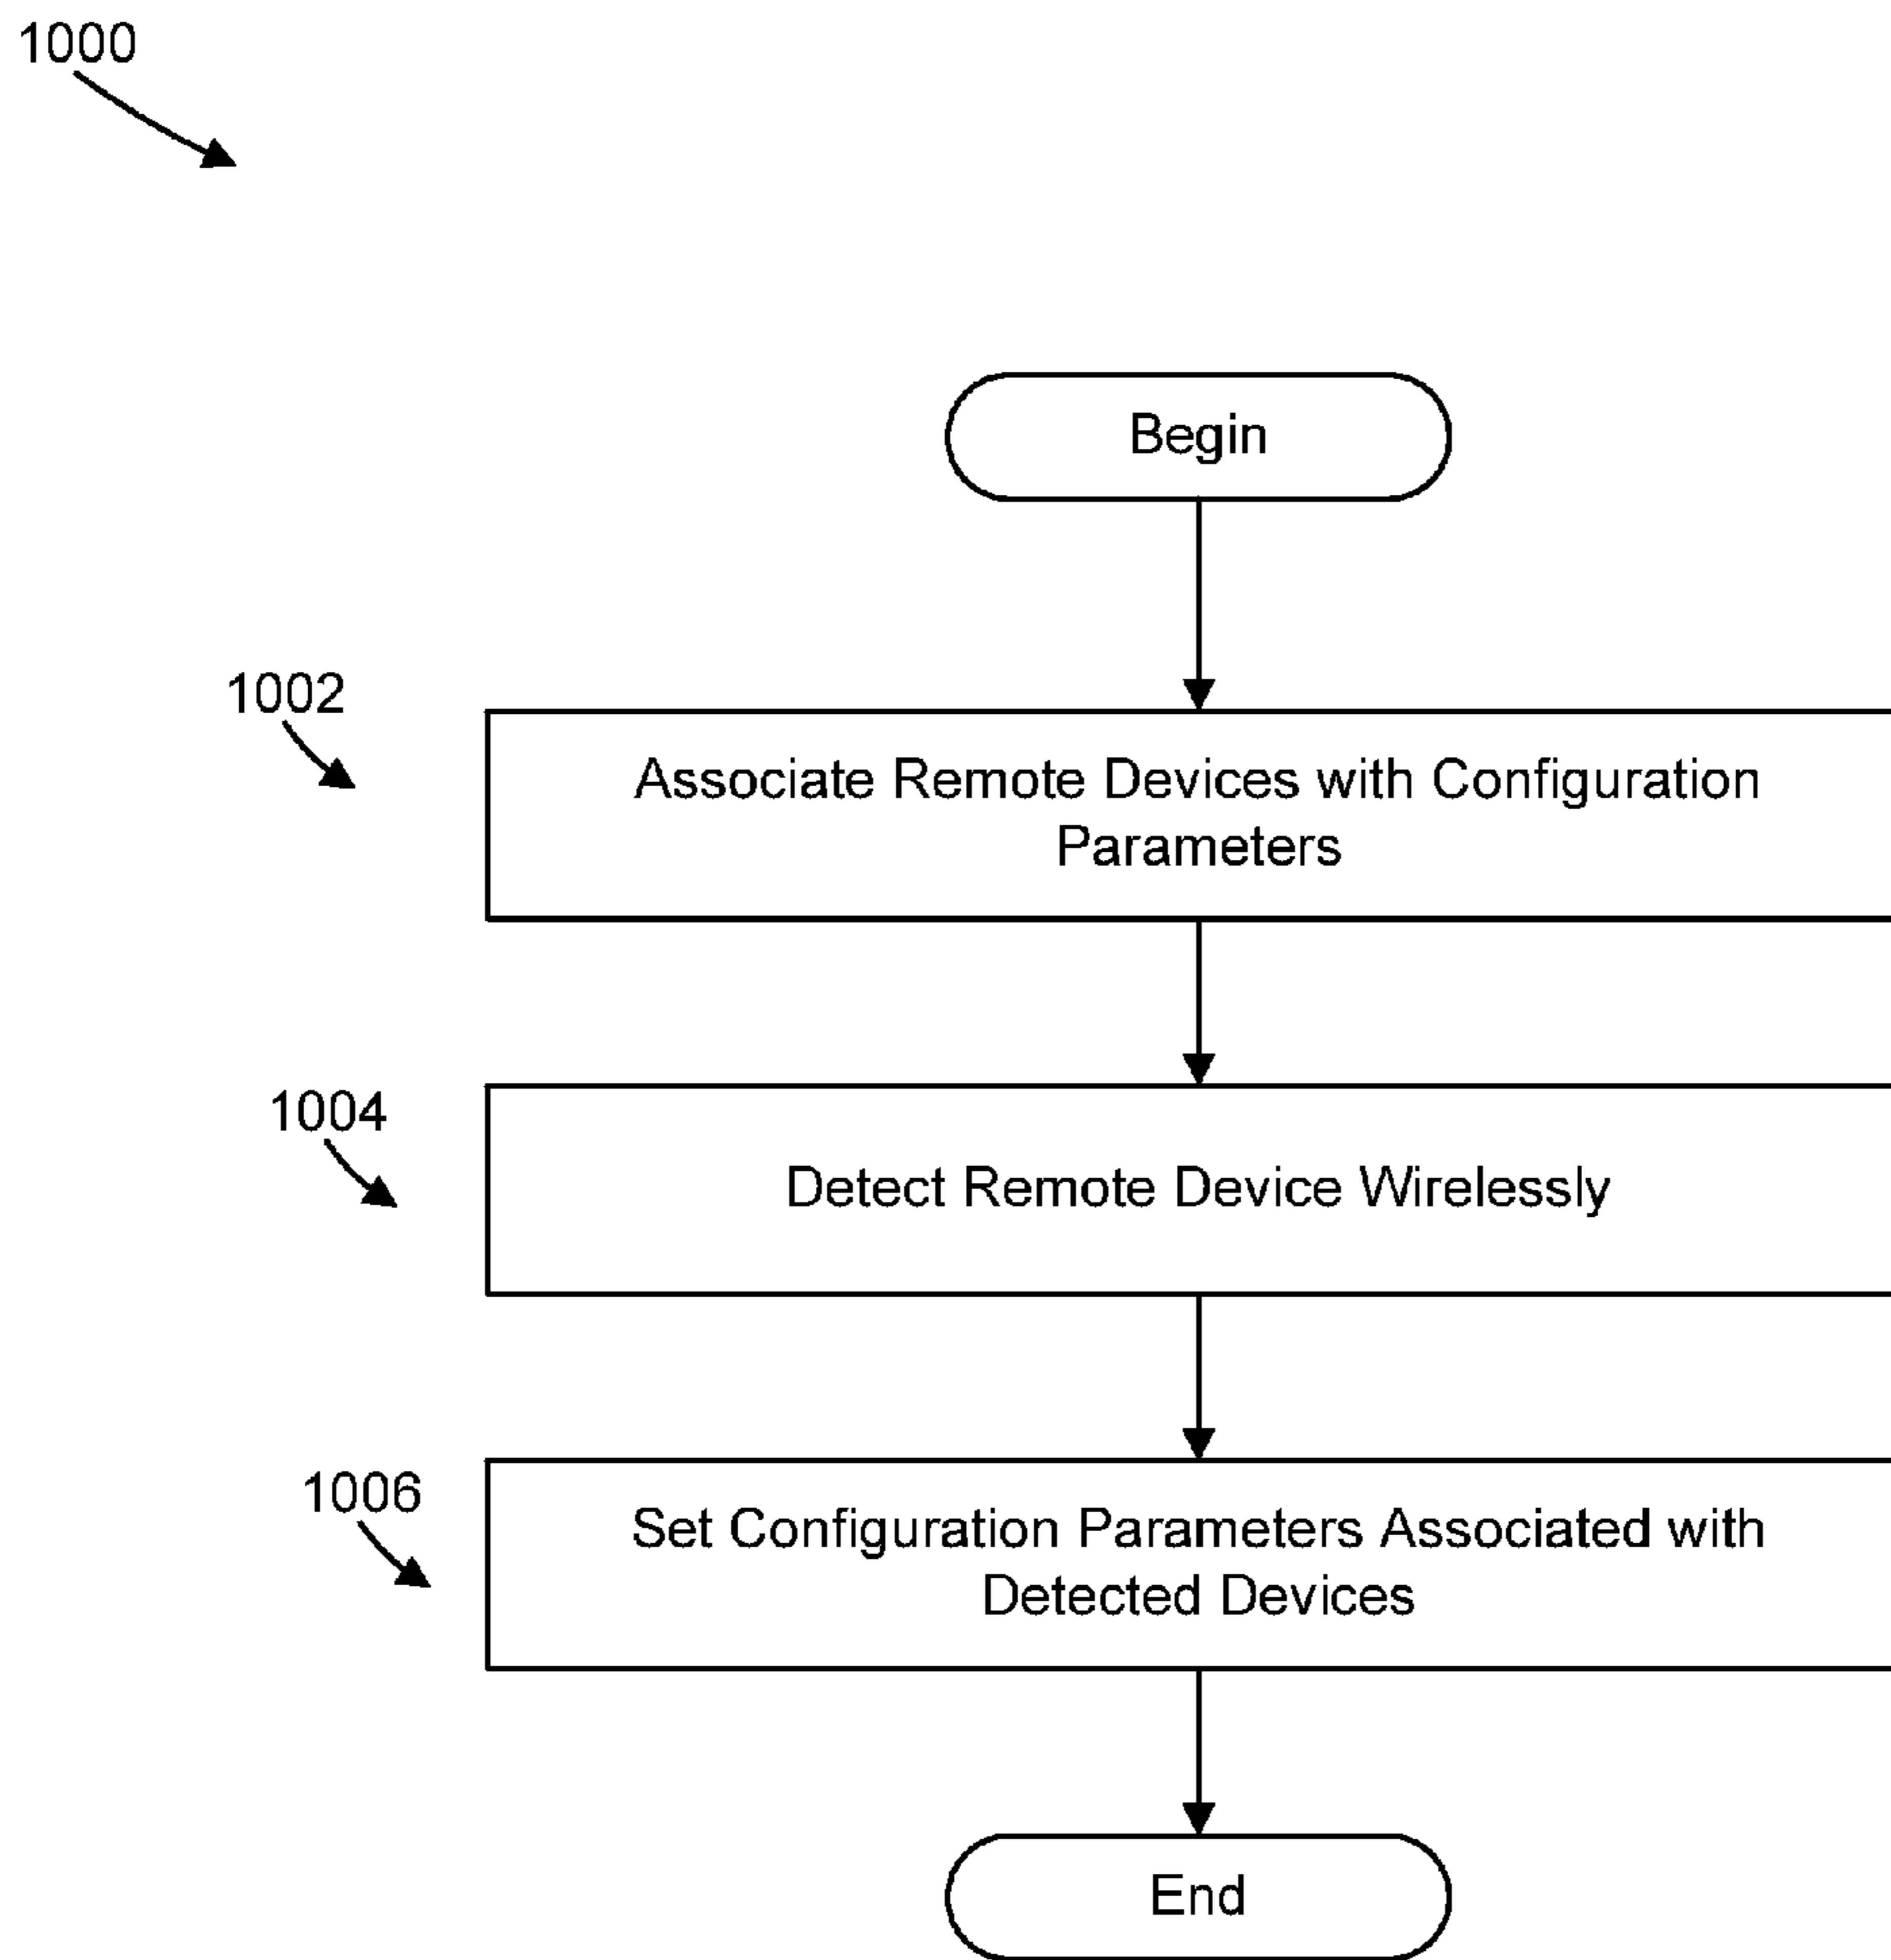 1000
Begin
1002
Associate Remote Devices with Configuration
Parameters
1004
Detect Remote Device Wirelessly
1006
Set Configuration Parameters Associated with
Detected Devices
End